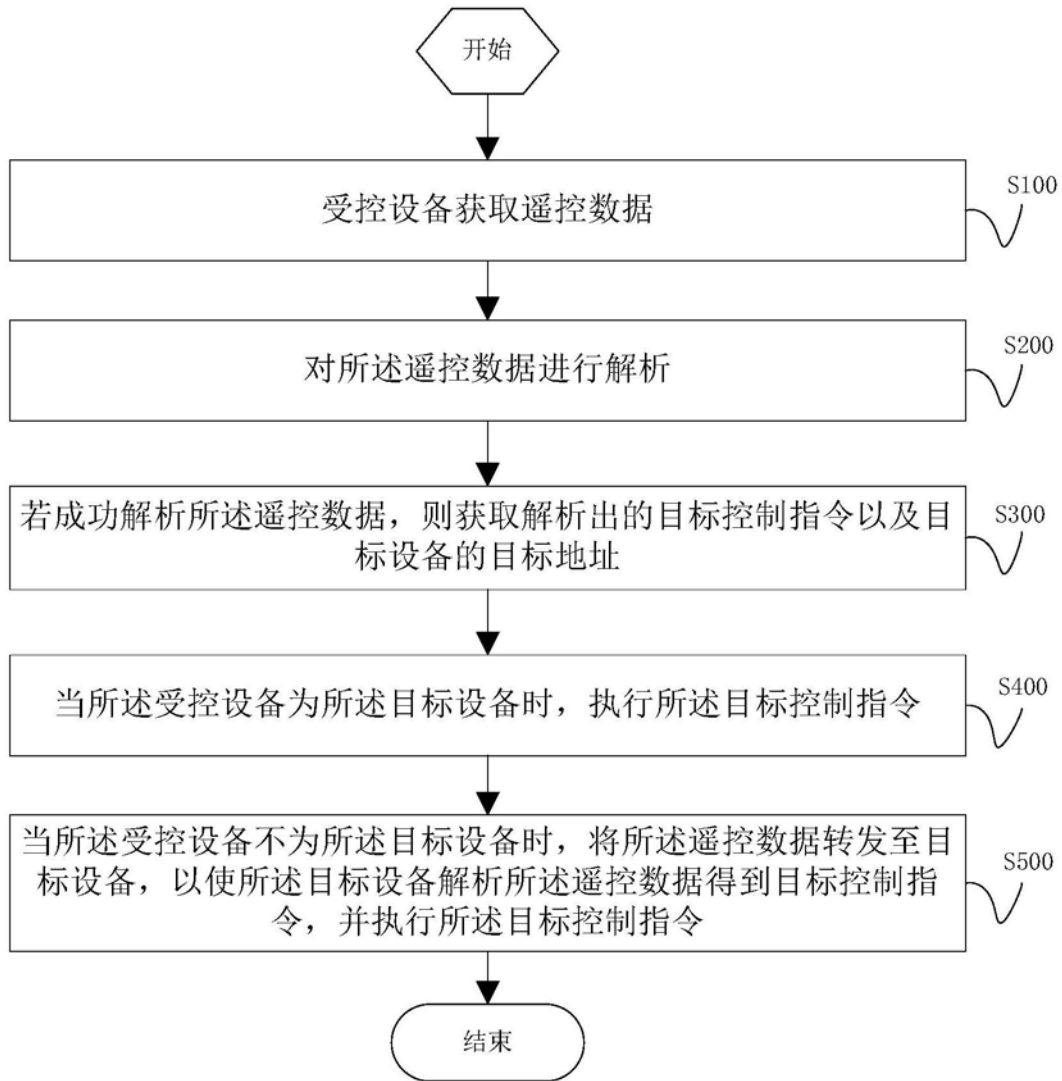 开始
受控设备获取遥控数据
S100
对所述遥控数据进行解析
S200
若成功解析所述遥控数据，则获取解析出的目标控制指令以及目
标设备的目标地址
S300
当所述受控设备为所述目标设备时，执行所述目标控制指令
S400
当所述受控设备不为所述目标设备时，将所述遥控数据转发至目
标设备，以使所述目标设备解析所述遥控数据得到目标控制指
令，并执行所述目标控制指令
S500
结束